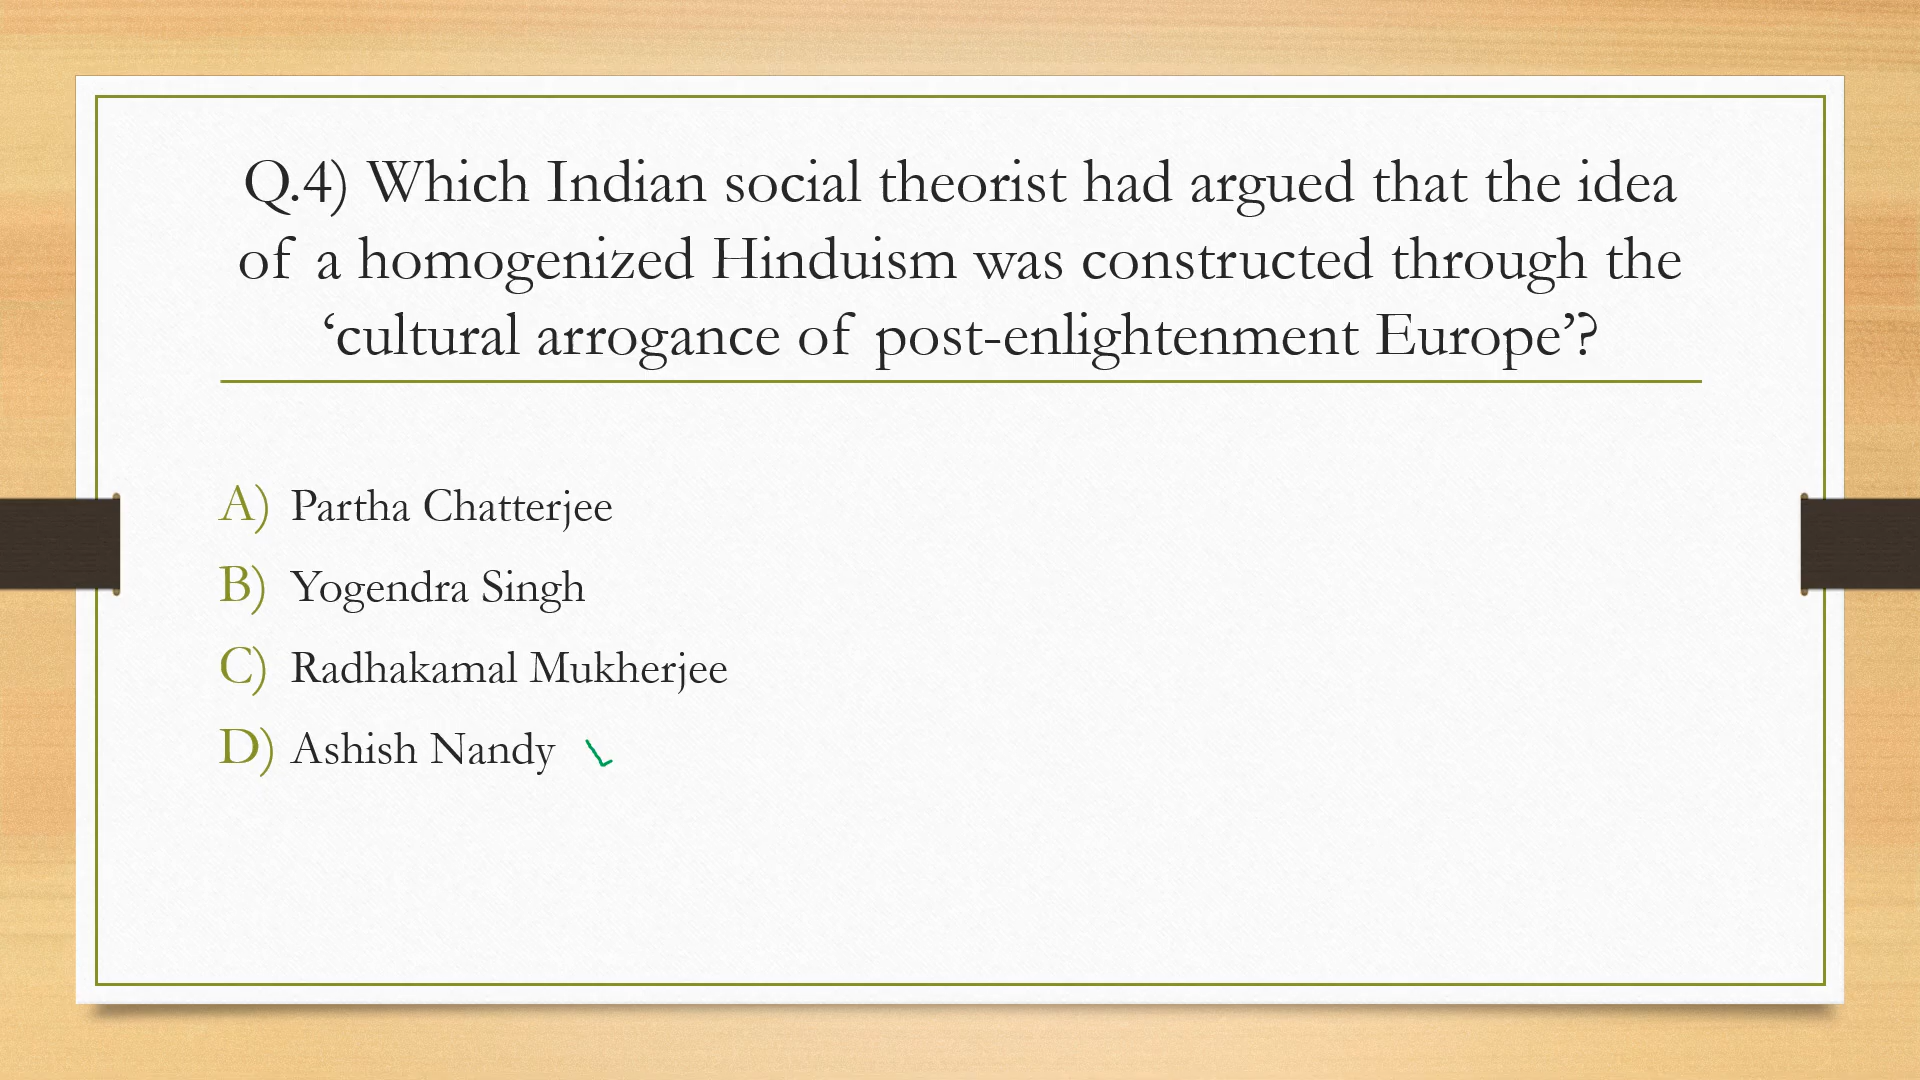 Q.4) Which Indian social theorist had argued that the idea
of a homogenized Hinduism was constructed through the
‘cultural arrogance of post-enlightenment Europe’?
A) Partha Chatterjee
B) Yogendra Singh
C) Radhakamal Mukherjee
D) Ashish Nandy